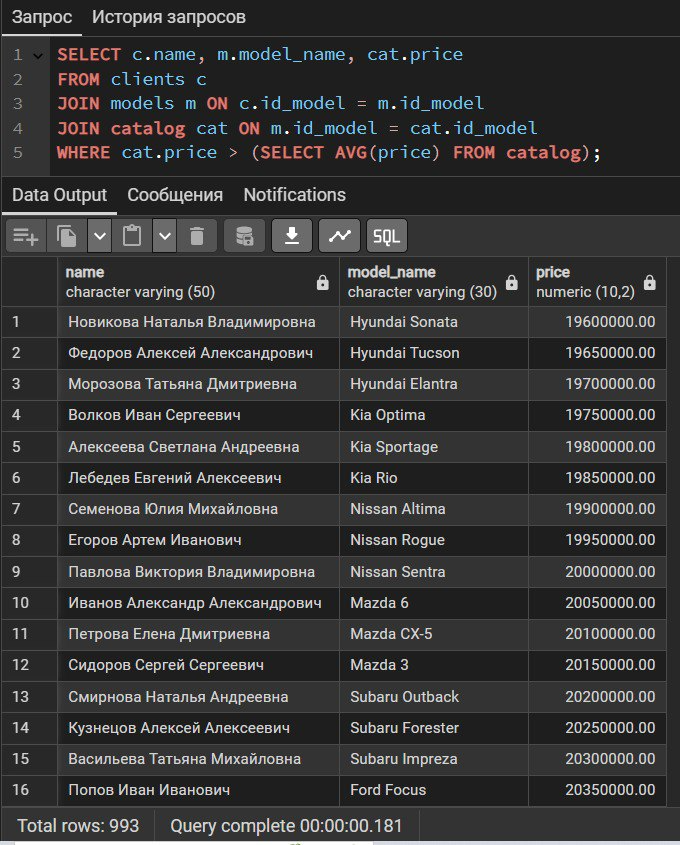 Запрос История запросов
1 SELECT c.name, m.model_name, cat.price
2 FROM clients c
3 JOIN models m ON c.id_model = m.id_model
4 JOIN catalog cat ON m.id_model = cat.id_model
5 WHERE cat.price > (SELECT AVG(price) FROM catalog);
Data Output Сообщения Notifications
SQL
name model_name price
character varying (50) character varying (30) numeric (10,2)
1 Новикова Наталья Владимировна Hyundai Sonata 19600000.00
2 Федоров Алексей Александрович Hyundai Tucson 19650000.00
3 Морозова Татьяна Дмитриевна Hyundai Elantra 19700000.00
4 Волков Иван Сергеевич Kia Optima 19750000.00
5 Алексеева Светлана Андреевна Kia Sportage 19800000.00
6 Лебедев Евгений Алексеевич Kia Rio 19850000.00
7 Семенова Юлия Михайловна Nissan Altima 19900000.00
8 Егоров Артем Иванович Nissan Rogue 19950000.00
9 Павлова Виктория Владимировна Nissan Sentra 20000000.00
10 Иванов Александр Александрович Mazda 6 20050000.00
11 Петрова Елена Дмитриевна Mazda CX-5 20100000.00
12 Сидоров Сергей Сергеевич Mazda 3 20150000.00
13 Смирнова Наталья Андреевна Subaru Outback 20200000.00
14 Кузнецов Алексей Алексеевич Subaru Forester 20250000.00
15 Васильева Татьяна Михайловна Subaru Impreza 20300000.00
16 Попов Иван Иванович Ford Focus 20350000.00
Total rows: 993 Query complete 00:00:00.181